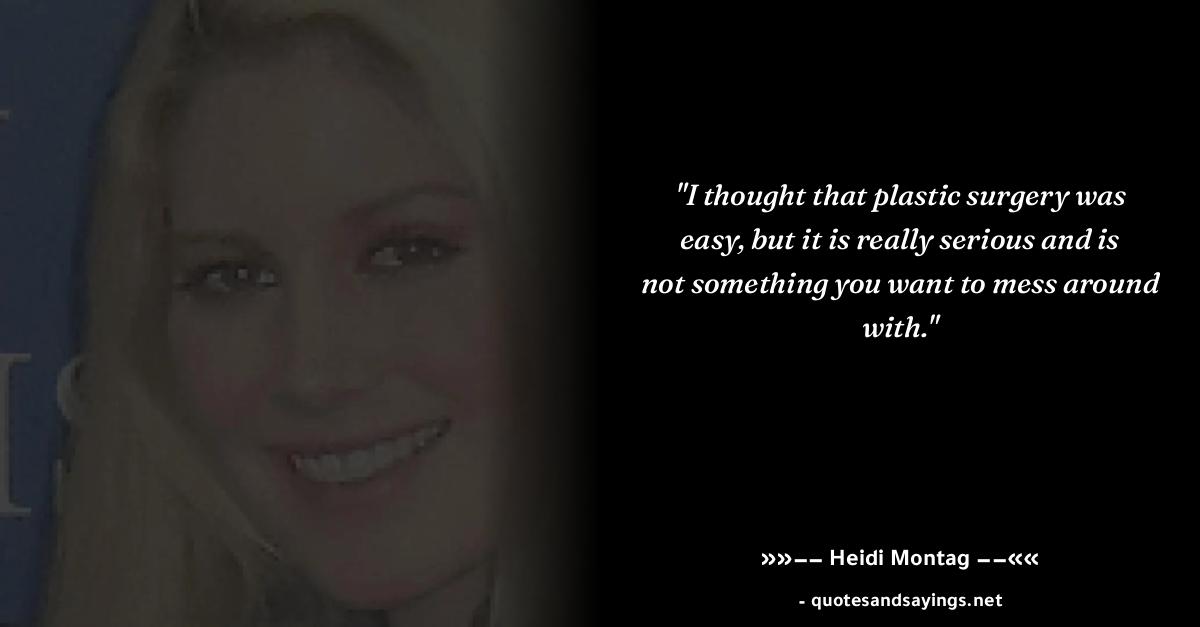 "I thought that plastic surgery was
easy, but it is really serious and is
not something you want to mess around
with."
»»–– Heidi Montag ––««
- quotesandsayings.net